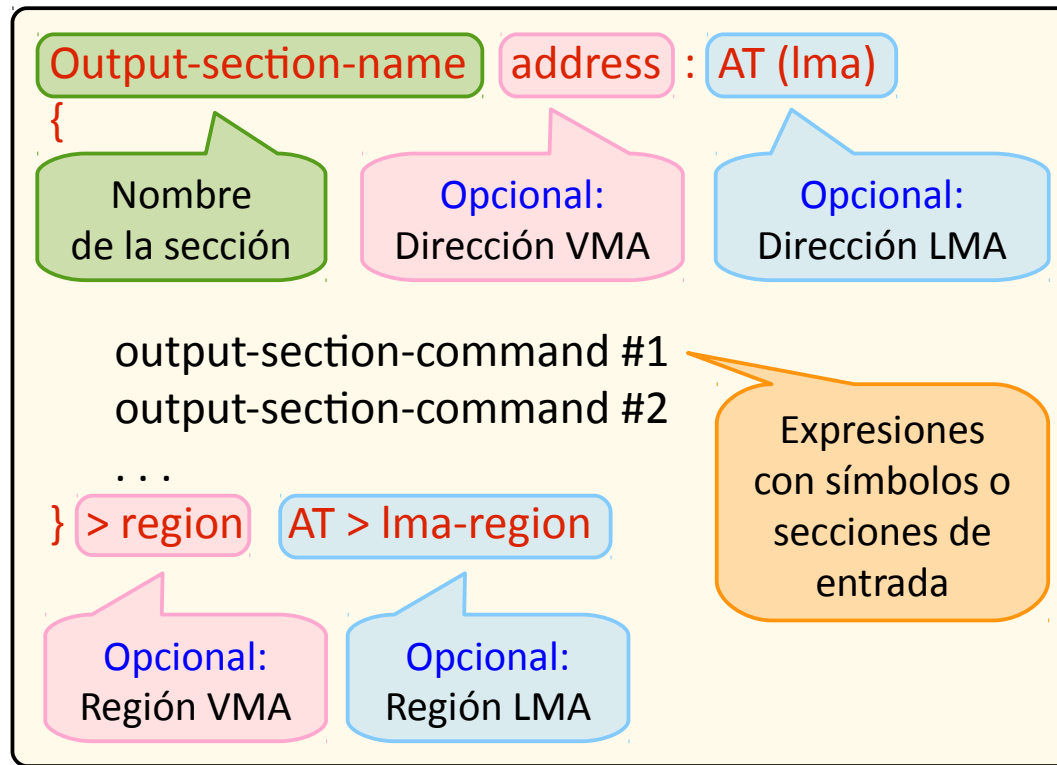 Output-section-name address : AT (lma)
{
Nombre
de la sección
Opcional:
Dirección VMA
Opcional:
Dirección LMA
output-section-command #1
output-section-command #2
. . .
Expresiones
con símbolos o
secciones de
entrada
} > region AT > lma-region
Opcional:
Región VMA
Opcional:
Región LMA